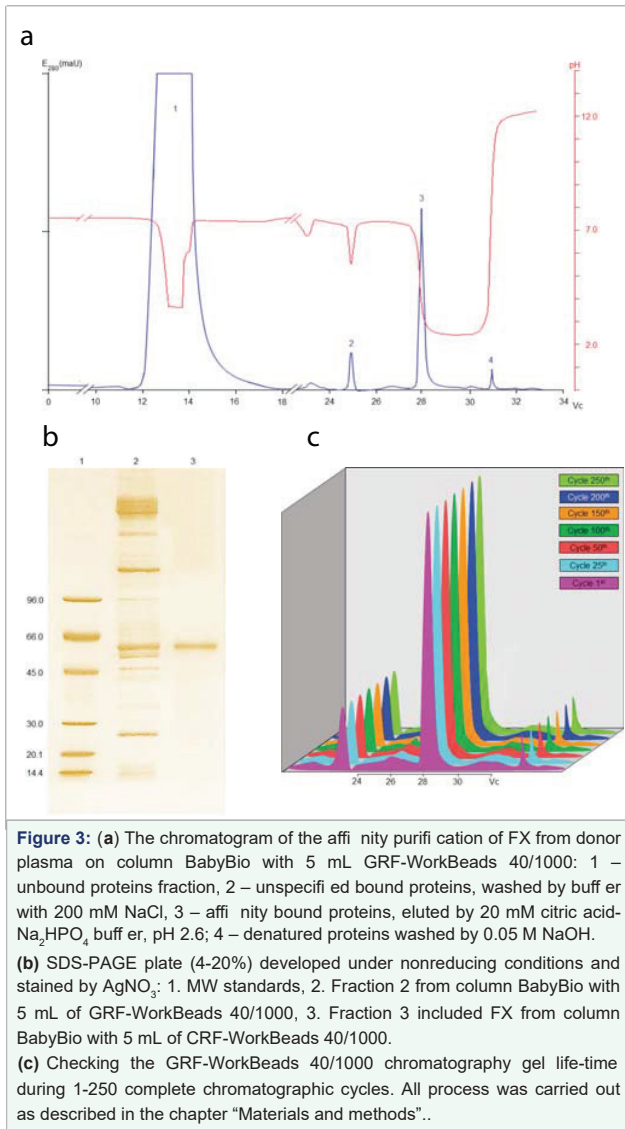 a
E280(maU)
pH
1
12.0
3
7.0
2
4
2.0
0 10 12 14 16 18 24 26 28 30 32 34
Vc
b
c
1 2 3
96.0
66.0
45.0
30.0
20.1
14.4
Cycle 250th
Cycle 200th
Cycle 150th
Cycle 100th
Cycle 50th
Cycle 25th
Cycle 1st
24 26 28 30 Vc
Figure 3: (a) The chromatogram of the affi nity purifi cation of FX from donor
plasma on column BabyBio with 5 mL GRF-WorkBeads 40/1000: 1 –
unbound proteins fraction, 2 – unspecifi ed bound proteins, washed by buff er
with 200 mM NaCl, 3 – affi nity bound proteins, eluted by 20 mM citric acid-
Na2HPO4 buff er, pH 2.6; 4 – denatured proteins washed by 0.05 M NaOH.
(b) SDS-PAGE plate (4-20%) developed under nonreducing conditions and
stained by AgNO3: 1. MW standards, 2. Fraction 2 from column BabyBio with
5 mL of GRF-WorkBeads 40/1000, 3. Fraction 3 included FX from column
BabyBio with 5 mL of CRF-WorkBeads 40/1000.
(c) Checking the GRF-WorkBeads 40/1000 chromatography gel life-time
during 1-250 complete chromatographic cycles. All process was carried out
as described in the chapter “Materials and methods”..